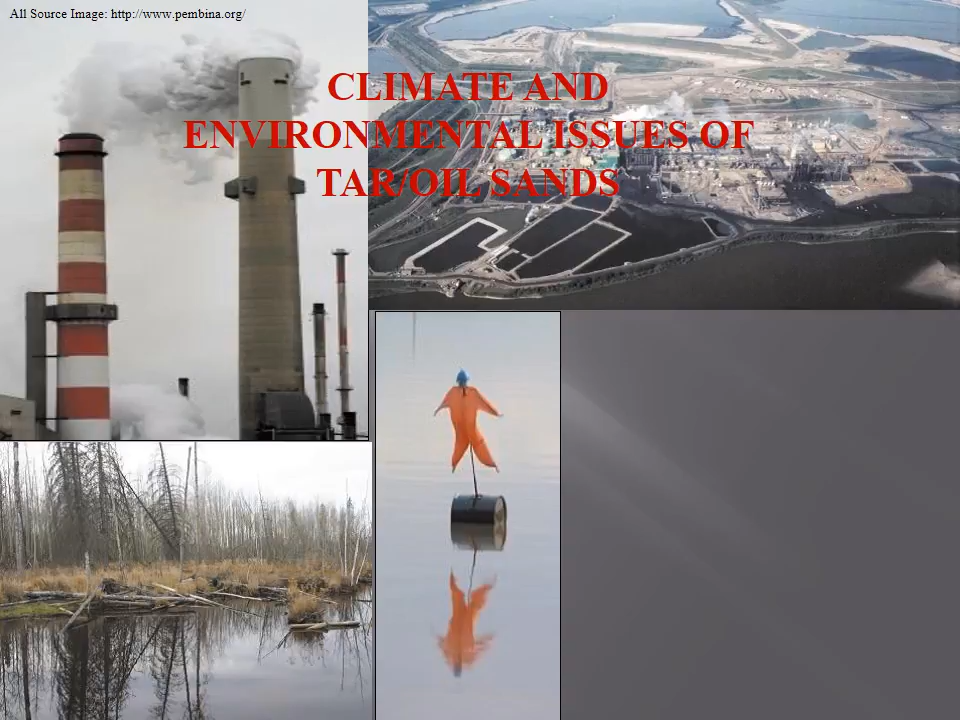 All Source Image: http://www.pembina.org/
CLIMATE AND
ENVIRONMENTAL ISSUES OF
TAR/OIL SANDS